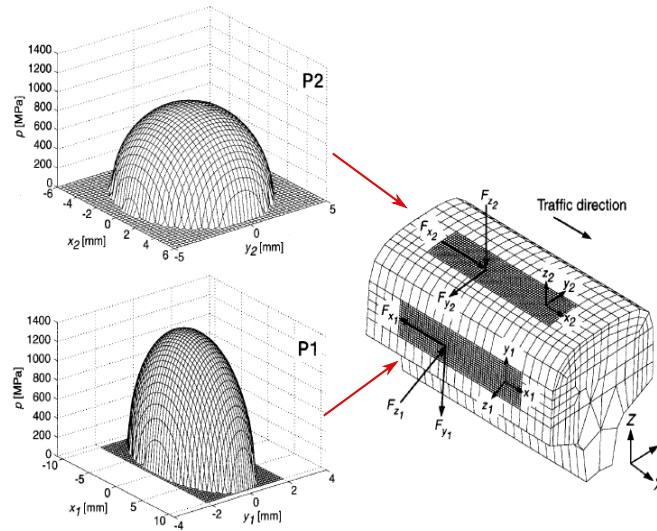 P2
p [MPa]
1400
1200
1000
800
600
400
200
0
-6
-4
-2
0
2
4
6
x2 [mm]
-5
0
5
y2 [mm]
P1
p [MPa]
1400
1200
1000
800
600
400
200
0
-10
-5
0
5
10
x1 [mm]
-4
-2
0
2
4
y1 [mm]
Traffic direction
Fz2
Fx2
Fy2
z2
y2
x2
Fx1
Fz1
Fy1
y1
x1
z1
Z